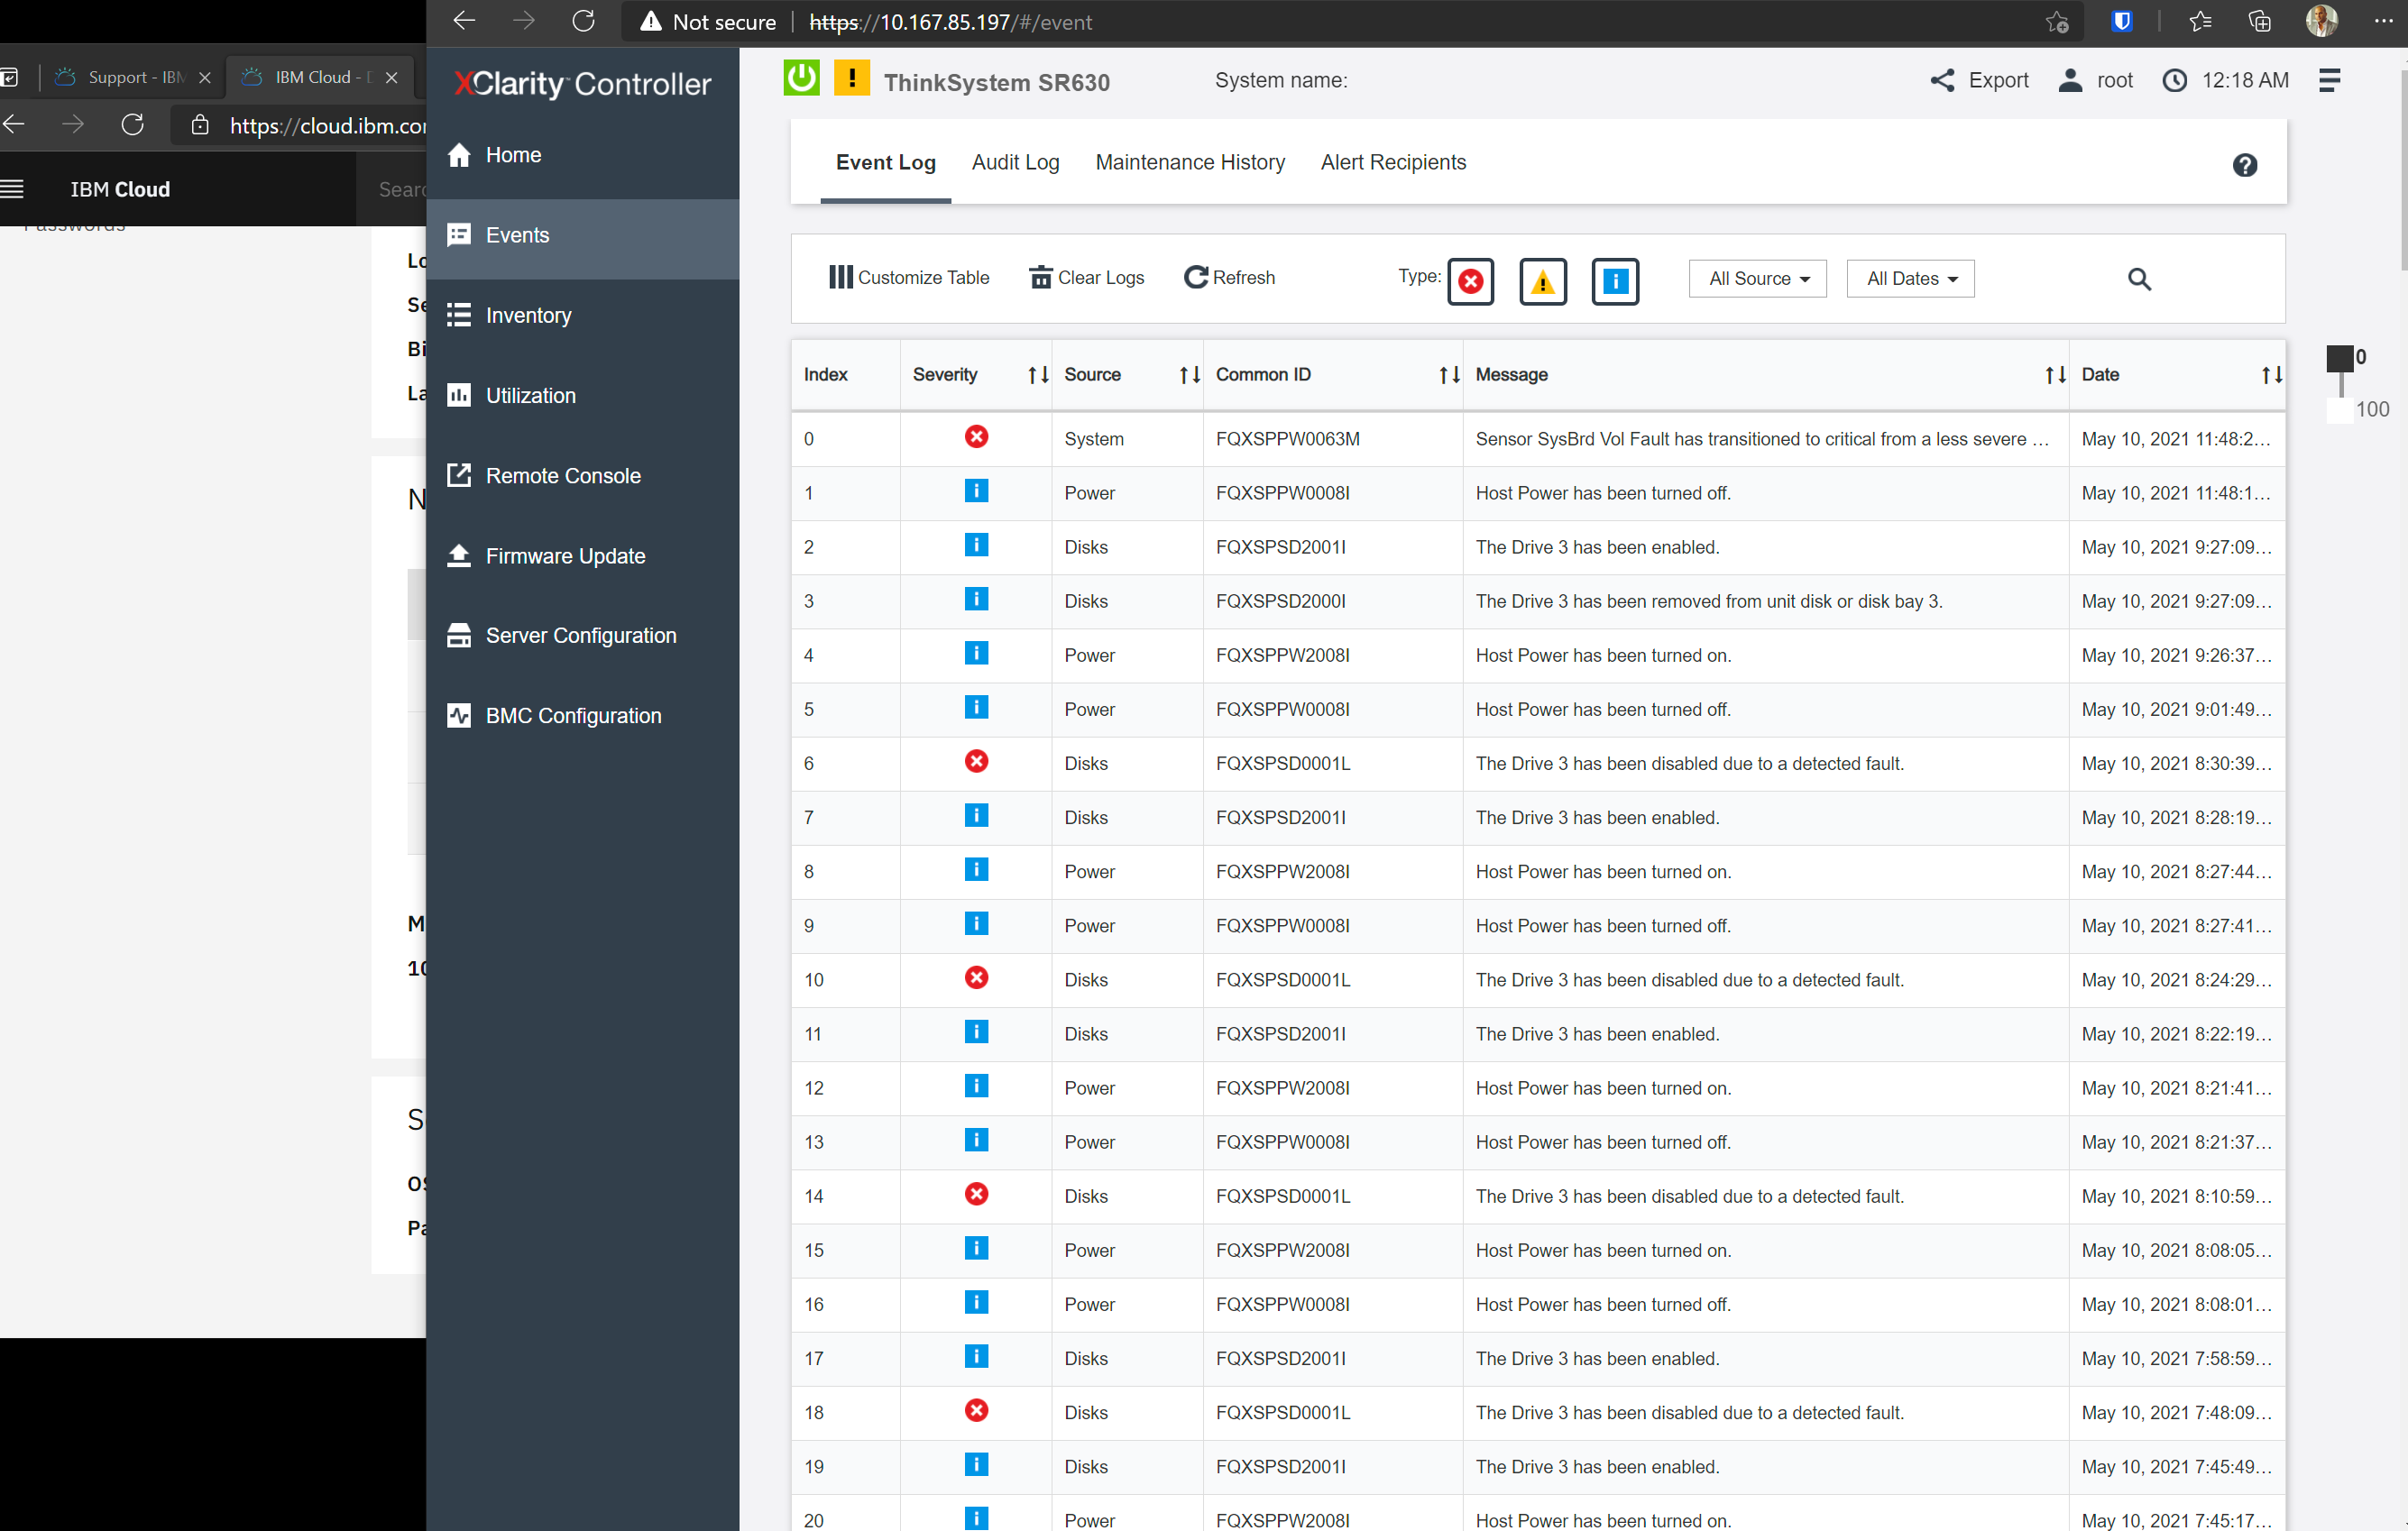 Not secure | https://10.167.85.197/#/event
Support - IBM
IBM Cloud - D
https://cloud.ibm.co
IBM Cloud
Searc
Passwords
Lo
Se
Bi
La
N
M
10
S
OS
Pa
XClarity Controller
Home
Events
Inventory
Utilization
Remote Console
Firmware Update
Server Configuration
BMC Configuration
ThinkSystem SR630
System name:
Export
root
12:18 AM
Event Log
Audit Log
Maintenance History
Alert Recipients
Customize Table
Clear Logs
Refresh
Type:
All Source
All Dates
0
100
Index Severity Source Common ID Message Date
0 System FQXSPPW0063M Sensor SysBrd Vol Fault has transitioned to critical from a less severe ... May 10, 2021 11:48:2...
1 Power FQXSPPW0008I Host Power has been turned off. May 10, 2021 11:48:1...
2 Disks FQXSPSD2001I The Drive 3 has been enabled. May 10, 2021 9:27:09...
3 Disks FQXSPSD2000I The Drive 3 has been removed from unit disk or disk bay 3. May 10, 2021 9:27:09...
4 Power FQXSPPW2008I Host Power has been turned on. May 10, 2021 9:26:37...
5 Power FQXSPPW0008I Host Power has been turned off. May 10, 2021 9:01:49...
6 Disks FQXSPSD0001L The Drive 3 has been disabled due to a detected fault. May 10, 2021 8:30:39...
7 Disks FQXSPSD2001I The Drive 3 has been enabled. May 10, 2021 8:28:19...
8 Power FQXSPPW2008I Host Power has been turned on. May 10, 2021 8:27:44...
9 Power FQXSPPW0008I Host Power has been turned off. May 10, 2021 8:27:41...
10 Disks FQXSPSD0001L The Drive 3 has been disabled due to a detected fault. May 10, 2021 8:24:29...
11 Disks FQXSPSD2001I The Drive 3 has been enabled. May 10, 2021 8:22:19...
12 Power FQXSPPW2008I Host Power has been turned on. May 10, 2021 8:21:41...
13 Power FQXSPPW0008I Host Power has been turned off. May 10, 2021 8:21:37...
14 Disks FQXSPSD0001L The Drive 3 has been disabled due to a detected fault. May 10, 2021 8:10:59...
15 Power FQXSPPW2008I Host Power has been turned on. May 10, 2021 8:08:05...
16 Power FQXSPPW0008I Host Power has been turned off. May 10, 2021 8:08:01...
17 Disks FQXSPSD2001I The Drive 3 has been enabled. May 10, 2021 7:58:59...
18 Disks FQXSPSD0001L The Drive 3 has been disabled due to a detected fault. May 10, 2021 7:48:09...
19 Disks FQXSPSD2001I The Drive 3 has been enabled. May 10, 2021 7:45:49...
20 Power FQXSPPW2008I Host Power has been turned on. May 10, 2021 7:45:17...